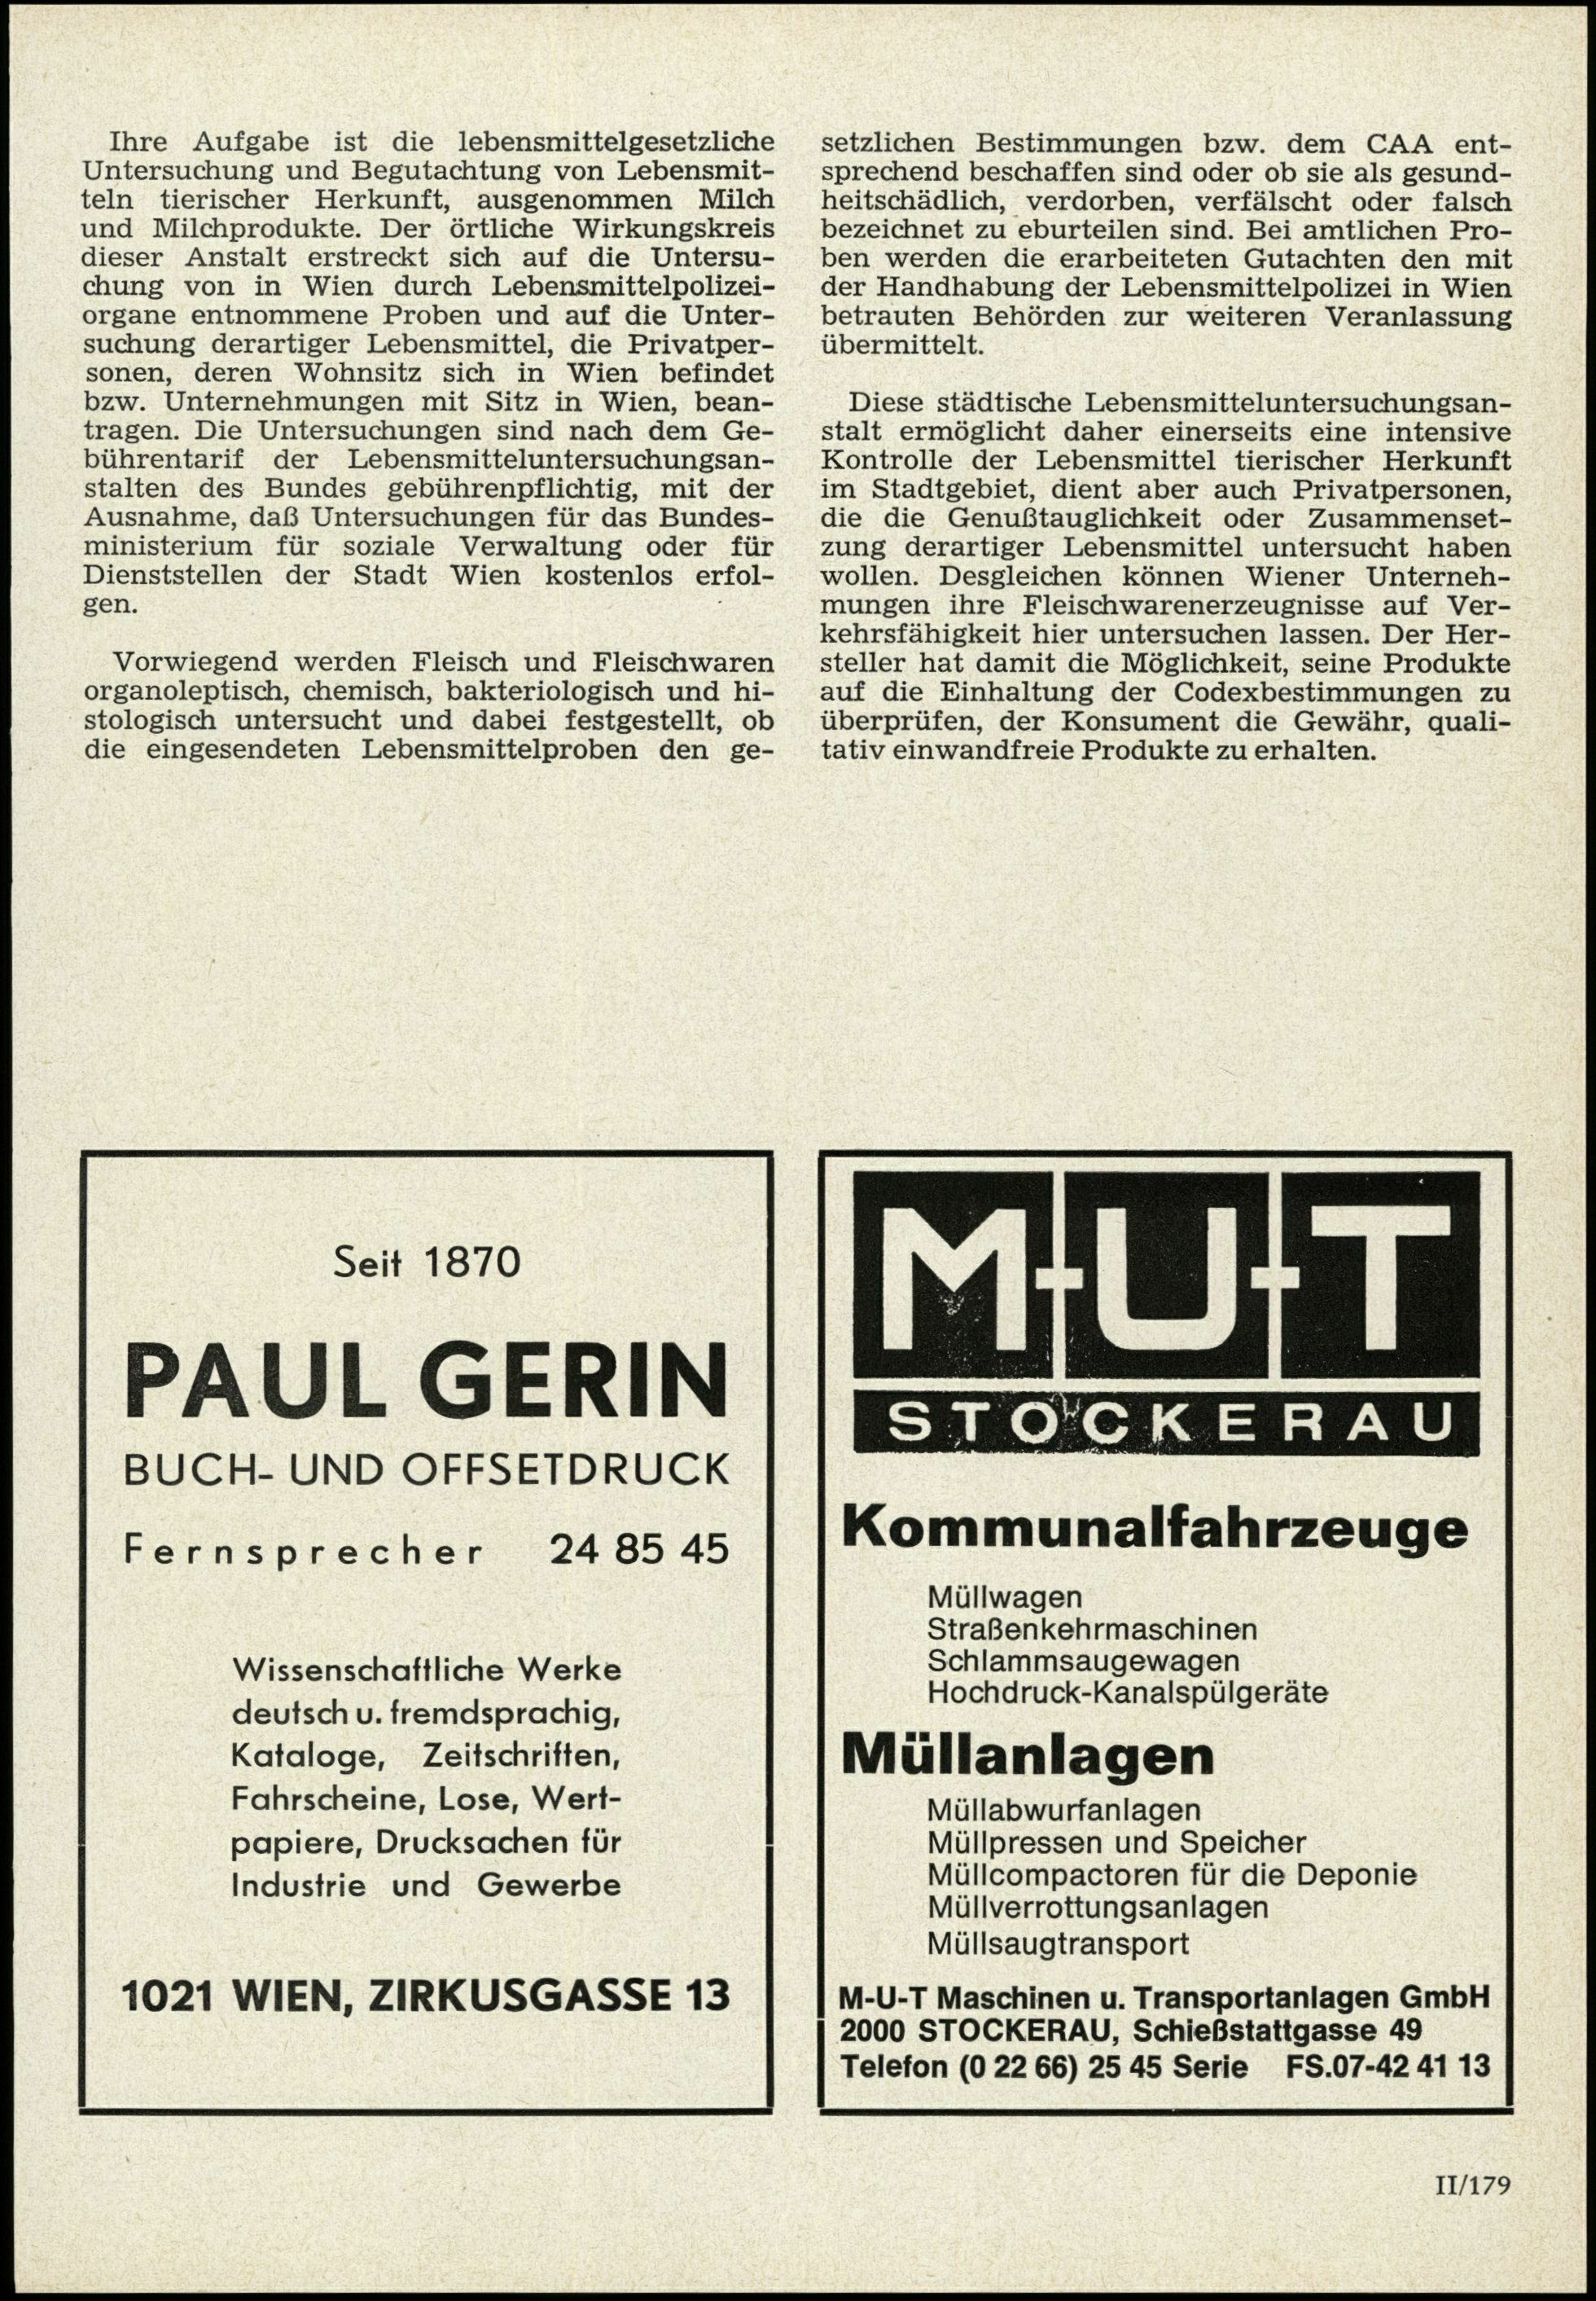 Ihre Aufgabe ist die lebensmittelgesetzliche
Untersuchung und Begutachtung von Lebensmit-
teln tierischer Herkunft, ausgenommen Milch
und Milchprodukte. Der örtliche Wirkungskreis
dieser Anstalt erstreckt sich auf die Untersu-
chung von in Wien durch Lebensmittelpolizei-
organe entnommene Proben und auf die Unter-
suchung derartiger Lebensmittel, die Privatper-
sonen, deren Wohnsitz sich in Wien befindet
bzw. Unternehmungen mit Sitz in Wien, bean-
tragen. Die Untersuchungen sind nach dem Ge-
bührentarif der Lebensmitteluntersuchungsan-
stalten des Bundes gebührenpflichtig, mit der
Ausnahme, daß Untersuchungen für das Bundes-
ministerium für soziale Verwaltung oder für
Dienststellen der Stadt Wien kostenlos erfol-
gen.
Vorwiegend werden Fleisch und Fleischwaren
organoleptisch, chemisch, bakteriologisch und hi-
stologisch untersucht und dabei festgestellt, ob
die eingesendeten Lebensmittelproben den ge-
setzlichen Bestimmungen bzw. dem CAA ent-
sprechend beschaffen sind oder ob sie als gesund-
heitschädlich, verdorben, verfälscht oder falsch
bezeichnet zu eburteilen sind. Bei amtlichen Pro-
ben werden die erarbeiteten Gutachten den mit
der Handhabung der Lebensmittelpolizei in Wien
betrauten Behörden zur weiteren Veranlassung
übermittelt.
Diese städtische Lebensmitteluntersuchungsan-
stalt ermöglicht daher einerseits eine intensive
Kontrolle der Lebensmittel tierischer Herkunft
im Stadtgebiet, dient aber auch Privatpersonen,
die die Genußtauglichkeit oder Zusammenset-
zung derartiger Lebensmittel untersucht haben
wollen. Desgleichen können Wiener Unterneh-
mungen ihre Fleischwarenerzeugnisse auf Ver-
kehrsfähigkeit hier untersuchen lassen. Der Her-
steller hat damit die Möglichkeit, seine Produkte
auf die Einhaltung der Codexbestimmungen zu
überprüfen, der Konsument die Gewähr, quali-
tativ einwandfreie Produkte zu erhalten.
Seit 1870
PAUL GERIN
BUCH- UND OFFSETDRUCK
Fernsprecher 24 85 45
Wissenschaftliche Werke
deutsch u. fremdsprachig,
Kataloge, Zeitschriften,
Fahrscheine, Lose, Wert-
papiere, Drucksachen für
Industrie und Gewerbe
1021 WIEN, ZIRKUSGASSE 13
M-U-T
STOCKERAU
Kommunalfahrzeuge
Müllwagen
Straßenkehrmaschinen
Schlammsaugewagen
Hochdruck-Kanalspülgeräte
Müllanlagen
Müllabwurfanlagen
Müllpressen und Speicher
Müllcompactoren für die Deponie
Müllverrottungsanlagen
Müllsaugtransport
M-U-T Maschinen u. Transportanlagen GmbH
2000 STOCKERAU, Schießstattgasse 49
Telefon (0 22 66) 25 45 Serie FS.07-42 41 13
II/179